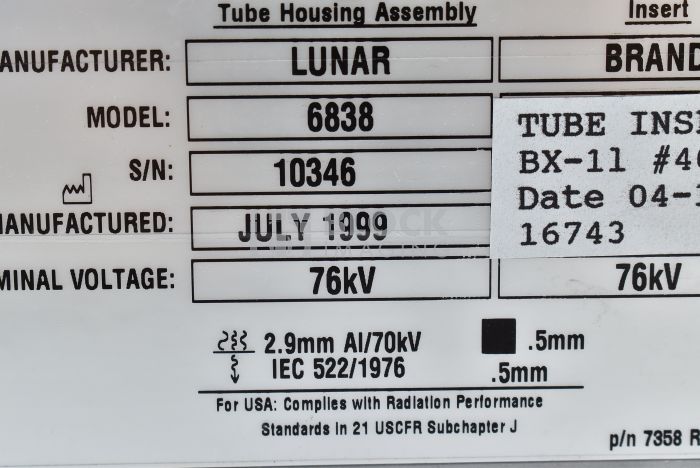 Tube Housing Assembly Insert
ANUFACTURER: LUNAR BRAND
MODEL: 6838
S/N: 10346
MANUFACTURED: JULY 1999
MINAL VOLTAGE: 76kV 76kV
TUBE INS
BX-11 #4
Date 04-
16743
2.9mm Al/70kV .5mm
IEC 522/1976 .5mm
For USA: Complies with Radiation Performance
Standards in 21 USCFR Subchapter J
p/n 7358 R